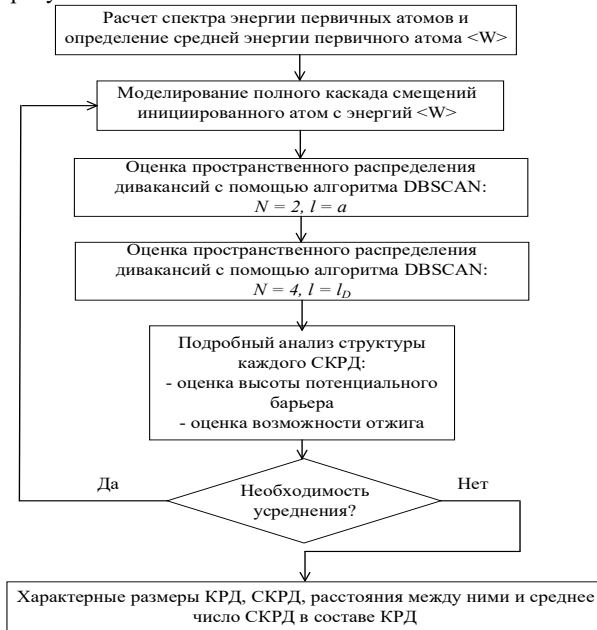 Расчет спектра энергии первичных атомов и
определение средней энергии первичного атома <W>
Моделирование полного каскада смещений
инициированного атом с энергий <W>
Оценка пространственного распределения
дивакансий с помощью алгоритма DBSCAN:
N = 2, l = a
Оценка пространственного распределения
дивакансий с помощью алгоритма DBSCAN:
N = 4, l = lD
Подробный анализ структуры
каждого СКРД:
- оценка высоты потенциального
барьера
- оценка возможности отжига
Да
Необходимость
усреднения?
Нет
Характерные размеры КРД, СКРД, расстояния между ними и среднее
число СКРД в составе КРД